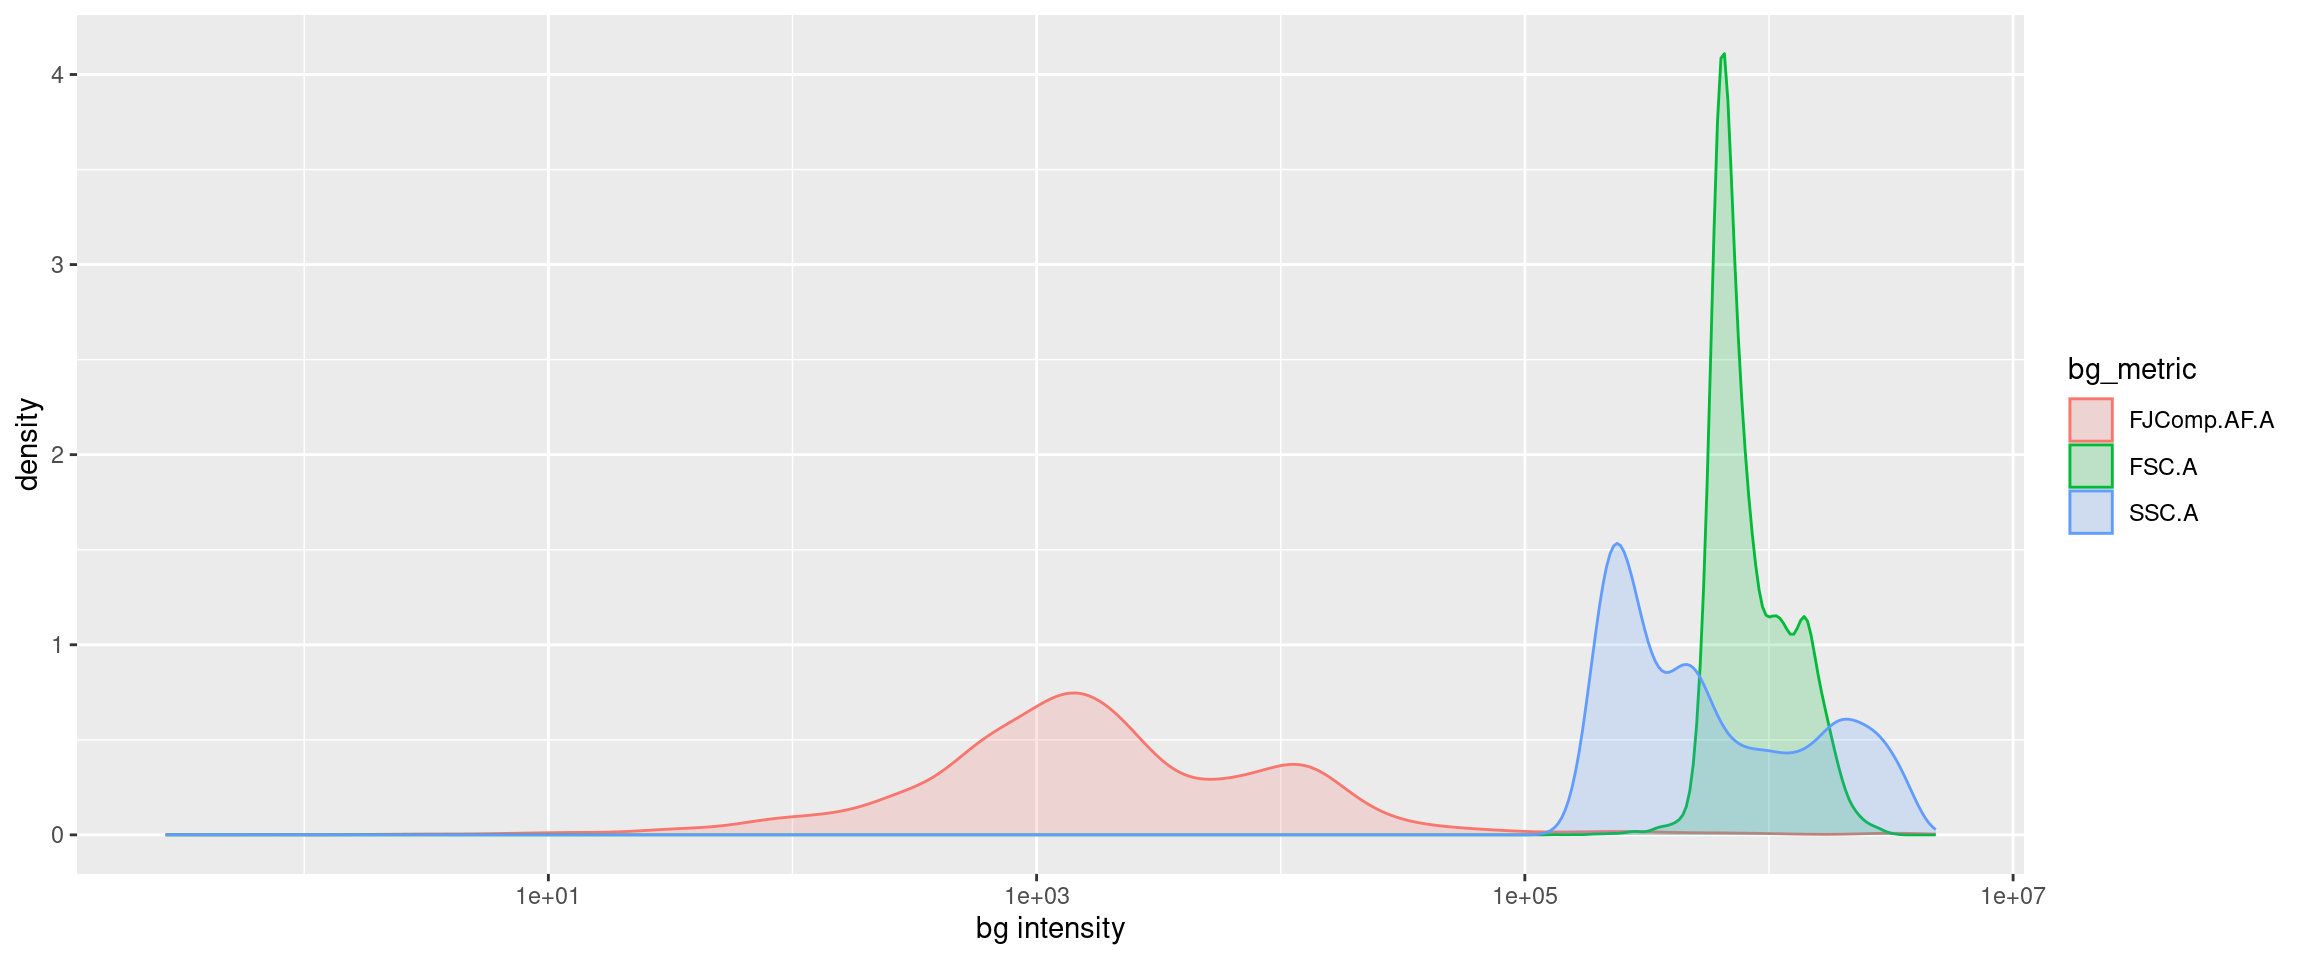 density
4
3
2
1
0
1e+01
1e+03
1e+05
1e+07
bg intensity
bg_metric
FJComp.AF.A
FSC.A
SSC.A